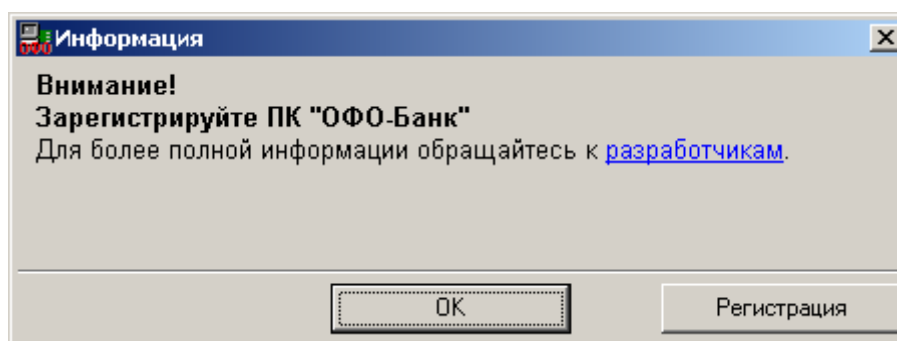 Информация
Внимание!
Зарегистрируйте ПК "ОФО-Банк"
Для более полной информации обращайтесь к разработчикам.
OK
Регистрация